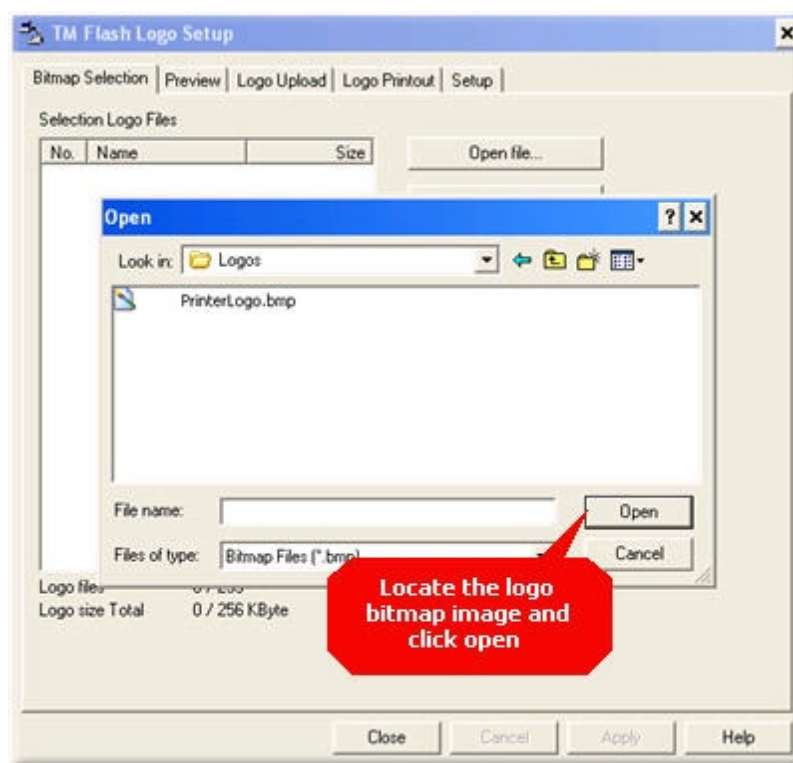 TM Flash Logo Setup
Bitmap Selection Preview Logo Upload Logo Printout Setup
Selection Logo Files
No. Name Size Open file...
Open
Look in: Logos
PrinterLogo.bmp
File name: Open
Files of type: Bitmap Files (*.bmp) Cancel
Logo files
Logo size Total 0 / 256 KByte
Locate the logo
bitmap image and
click open
Close Cancel Apply Help